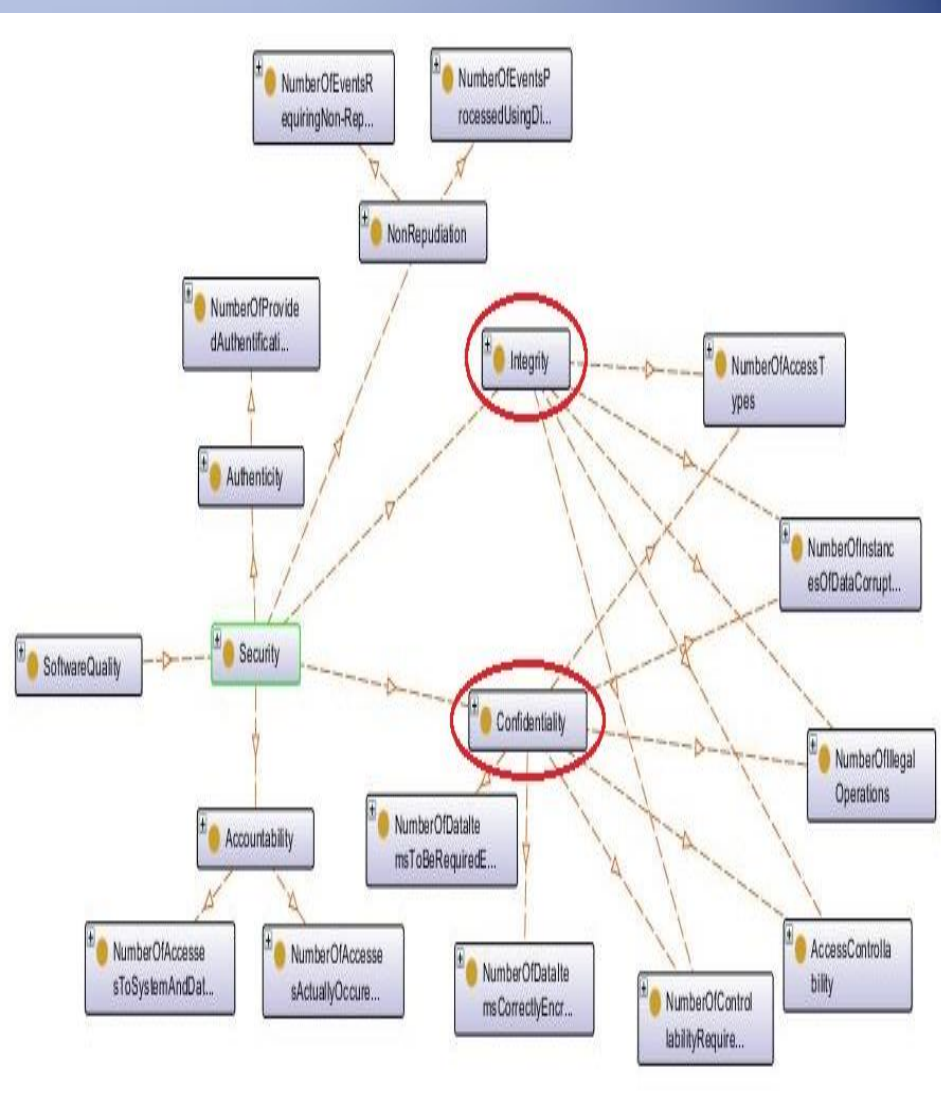 NumberOfEventsR
equiringNon-Rep...
NumberOfEventsP
rocessedUsingDi...
NonRepudiation
NumberOfProvide
dAuthentificati...
Integrity
NumberOfAccessT
ypes
Authenticity
NumberOfInstanc
esOfDataCorrupt...
SoftwareQuality
Security
Confidentiality
NumberOfIllegal
Operations
NumberOfDataIte
msToBeRequiredE...
Accountability
NumberOfAccesse
sToSystemAndDat...
NumberOfAccesse
sActuallyOccure...
NumberOfDataIte
msCorrectlyEncr...
NumberOfControl
labilityRequire...
AccessControlla
bility